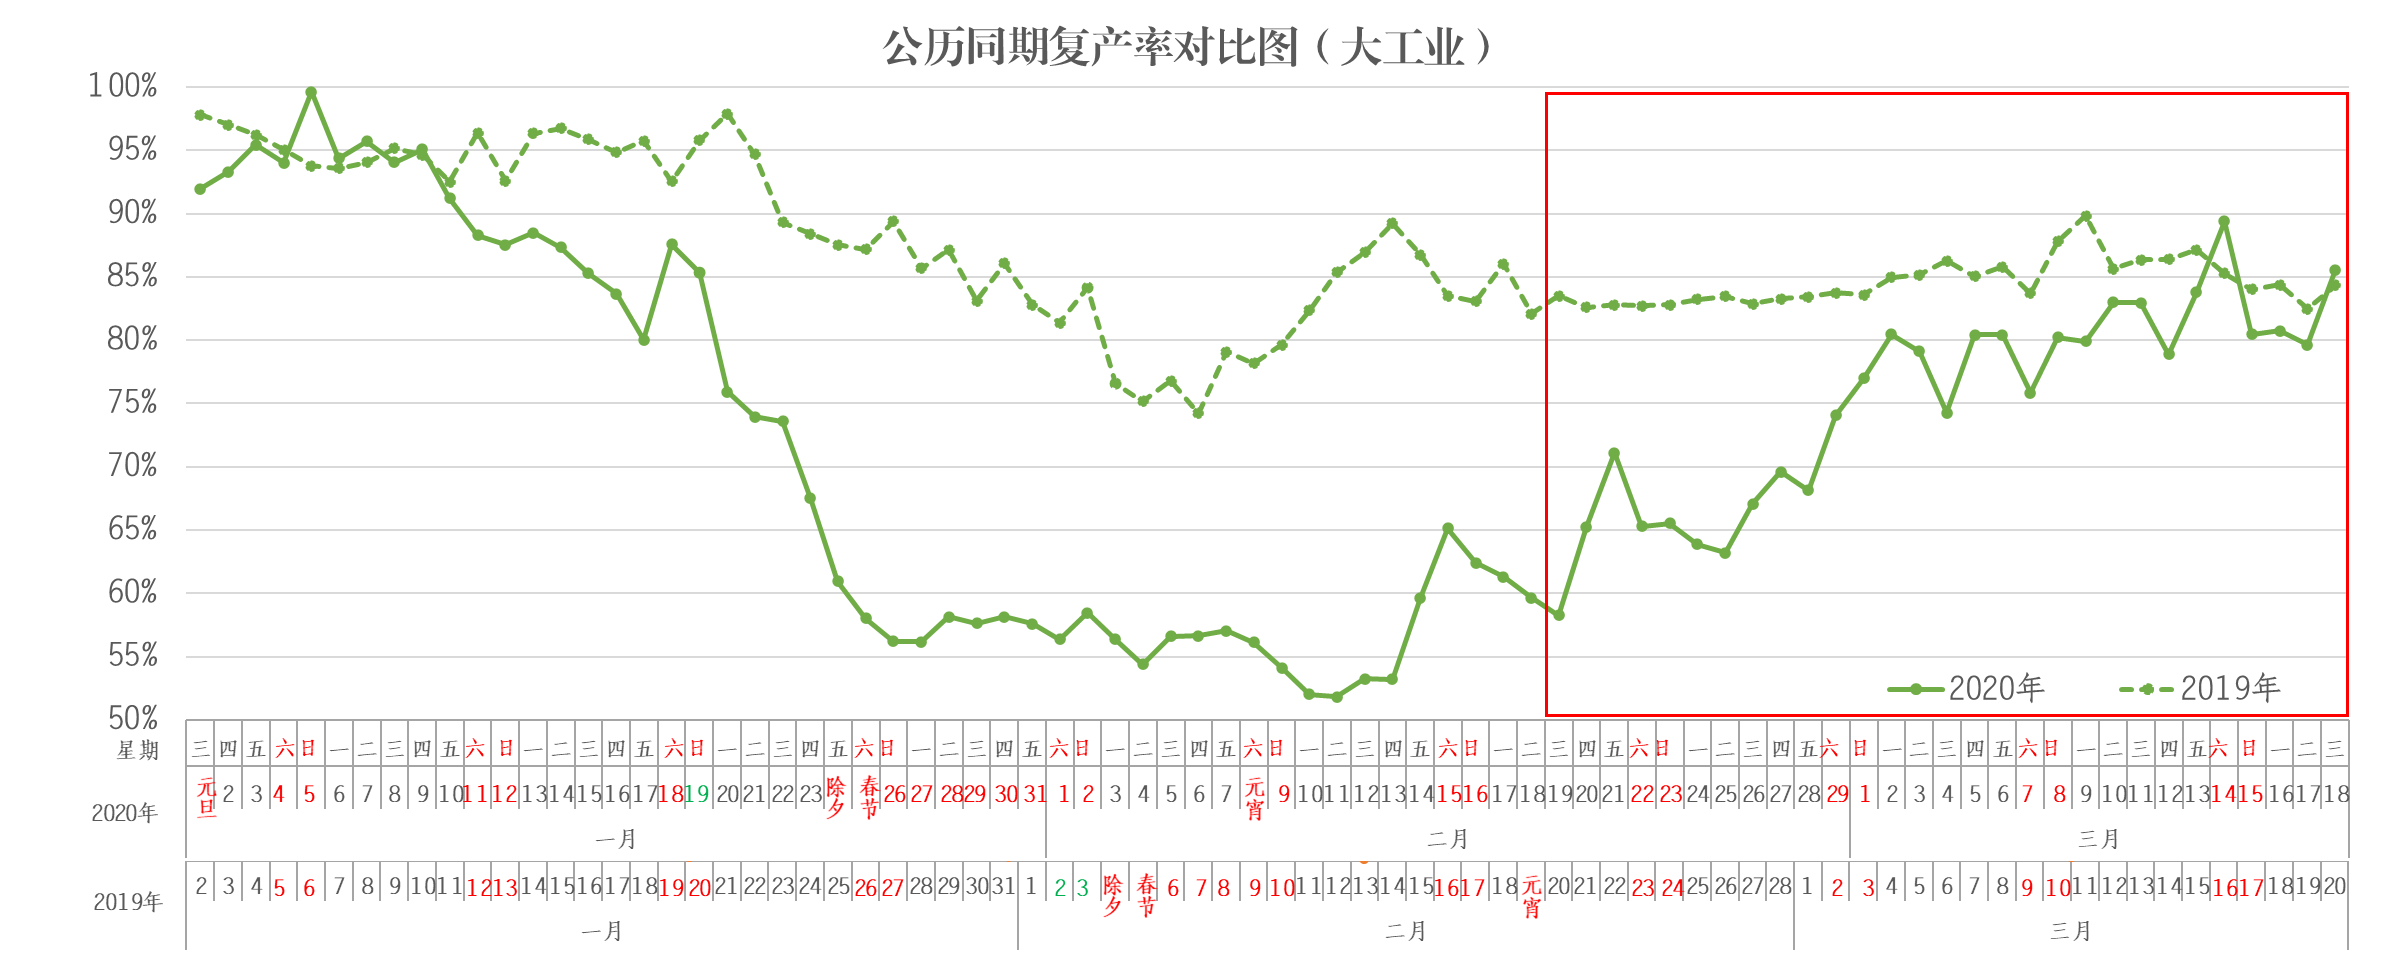 公历同期复产率对比图（大工业）
100%
95%
90%
85%
80%
75%
70%
65%
60%
55%
50%
2020年 2019年
星期 三 四 五 六 日 一 二 三 四 五 六 日 一 二 三 四 五 六 日 一 二 三 四 五 六 日 一 二 三 四 五 六 日 一 二 三 四 五 六 日 一 二 三 四 五 六 日 一 二 三 四 五 六 日 一 二 三 四 五 六 日 一 二 三 四 五 六 日 一 二 三 四 五 六 日 一 二 三
2020年 元旦 2 3 4 5 6 7 8 9 10 11 12 13 14 15 16 17 18 19 20 21 22 23 除夕 春节 26 27 28 29 30 31 1 2 3 4 5 6 7 元宵 9 10 11 12 13 14 15 16 17 18 19 20 21 22 23 24 25 26 27 28 29 1 2 3 4 5 6 7 8 9 10 11 12 13 14 15 16 17 18
一月 二月 三月
2019年 2 3 4 5 6 7 8 9 10 11 12 13 14 15 16 17 18 19 20 21 22 23 24 25 26 27 28 29 30 31 1 2 3 除夕 春节 6 7 8 9 10 11 12 13 14 15 16 17 18 元宵 20 21 22 23 24 25 26 27 28 1 2 3 4 5 6 7 8 9 10 11 12 13 14 15 16 17 18 19 20
一月 二月 三月